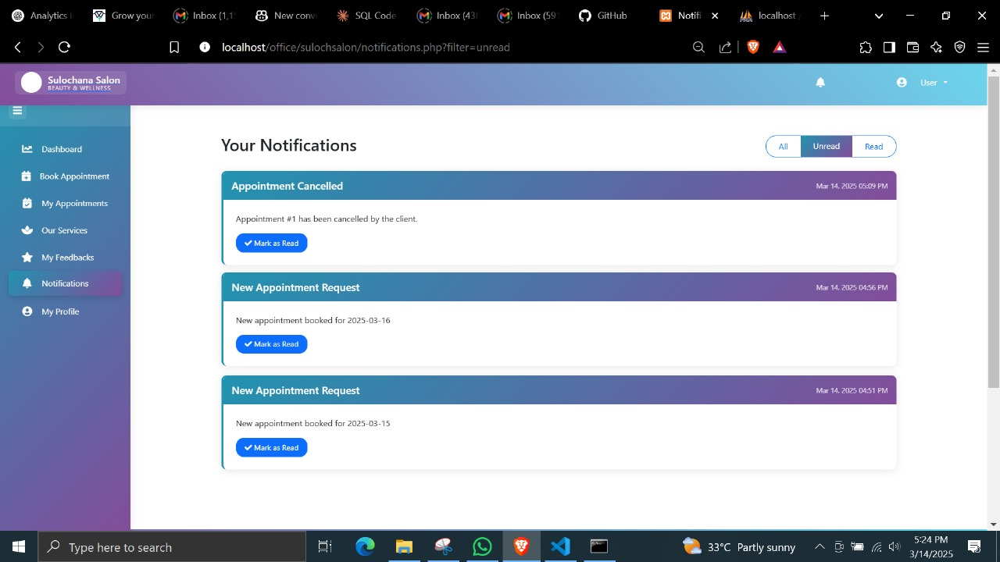 Analytics
Grow your
Inbox (1,1
New conv
SQL Code
Inbox (43
Inbox (591
GitHub
Notifi
localhost
localhost/office/sulochsalon/notifications.php?filter=unread
Sulochana Salon
BEAUTY & WELLNESS
User
Dashboard
Book Appointment
My Appointments
Our Services
My Feedbacks
Notifications
My Profile
Your Notifications
All
Unread
Read
Appointment Cancelled
Mar 14, 2025 05:09 PM
Appointment #1 has been cancelled by the client.
Mark as Read
New Appointment Request
Mar 14, 2025 04:56 PM
New appointment booked for 2025-03-16
Mark as Read
New Appointment Request
Mar 14, 2025 04:51 PM
New appointment booked for 2025-03-15
Mark as Read
Type here to search
33°C Partly sunny
5:24 PM
3/14/2025